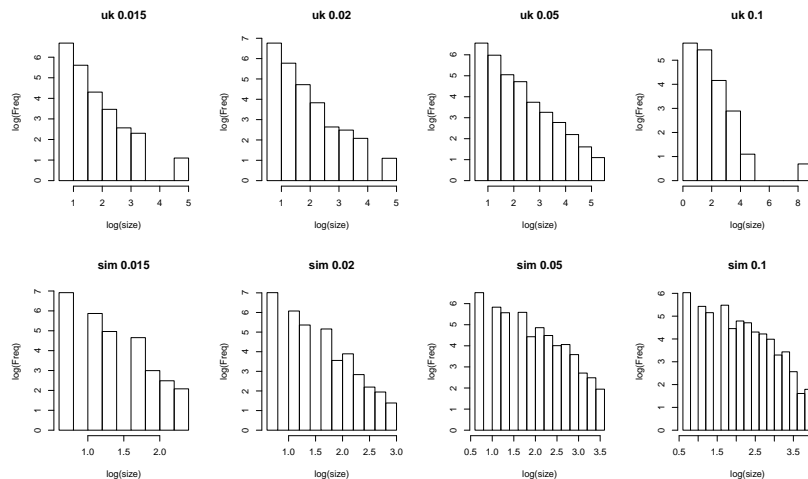 uk 0.015
log(Freq)
0 1 2 3 4 5 6
1 2 3 4 5
log(size)
uk 0.02
log(Freq)
0 1 2 3 4 5 6 7
1 2 3 4 5
log(size)
uk 0.05
log(Freq)
0 1 2 3 4 5 6
1 2 3 4 5
log(size)
uk 0.1
log(Freq)
0 1 2 3 4 5
0 2 4 6 8
log(size)
sim 0.015
log(Freq)
0 1 2 3 4 5 6 7
1.0 1.5 2.0
log(size)
sim 0.02
log(Freq)
0 1 2 3 4 5 6 7
1.0 1.5 2.0 2.5 3.0
log(size)
sim 0.05
log(Freq)
0 1 2 3 4 5 6
0.5 1.0 1.5 2.0 2.5 3.0 3.5
log(size)
sim 0.1
log(Freq)
0 1 2 3 4 5 6
0.5 1.5 2.5 3.5
log(size)